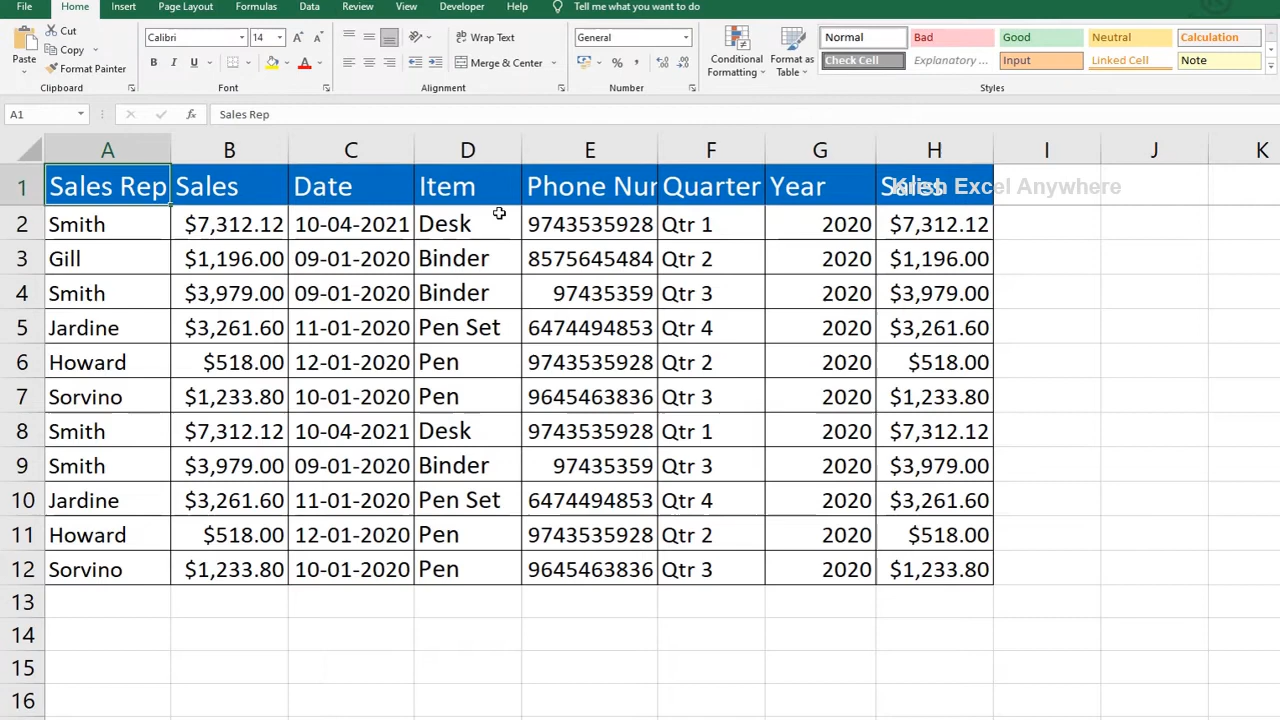 File Home Insert Page Layout Formulas Data Review View Developer Help Tell me what you want to do
Paste Cut Copy Format Painter Clipboard
Calibri 14 A A B I U A Font
Wrap Text Merge & Center Alignment
General % , Number
Conditional Formatting Format as Table
Normal Bad Good Neutral Calculation
Check Cell Explanatory ... Input Linked Cell Note
Styles
A1 fx Sales Rep
A B C D E F G H I J K
1 Sales Rep Sales Date Item Phone Nur Quarter Year Sales Krish Excel Anywhere
2 Smith $7,312.12 10-04-2021 Desk 9743535928 Qtr 1 2020 $7,312.12
3 Gill $1,196.00 09-01-2020 Binder 8575645484 Qtr 2 2020 $1,196.00
4 Smith $3,979.00 09-01-2020 Binder 97435359 Qtr 3 2020 $3,979.00
5 Jardine $3,261.60 11-01-2020 Pen Set 6474494853 Qtr 4 2020 $3,261.60
6 Howard $518.00 12-01-2020 Pen 9743535928 Qtr 2 2020 $518.00
7 Sorvino $1,233.80 10-01-2020 Pen 9645463836 Qtr 3 2020 $1,233.80
8 Smith $7,312.12 10-04-2021 Desk 9743535928 Qtr 1 2020 $7,312.12
9 Smith $3,979.00 09-01-2020 Binder 97435359 Qtr 3 2020 $3,979.00
10 Jardine $3,261.60 11-01-2020 Pen Set 6474494853 Qtr 4 2020 $3,261.60
11 Howard $518.00 12-01-2020 Pen 9743535928 Qtr 2 2020 $518.00
12 Sorvino $1,233.80 10-01-2020 Pen 9645463836 Qtr 3 2020 $1,233.80
13
14
15
16